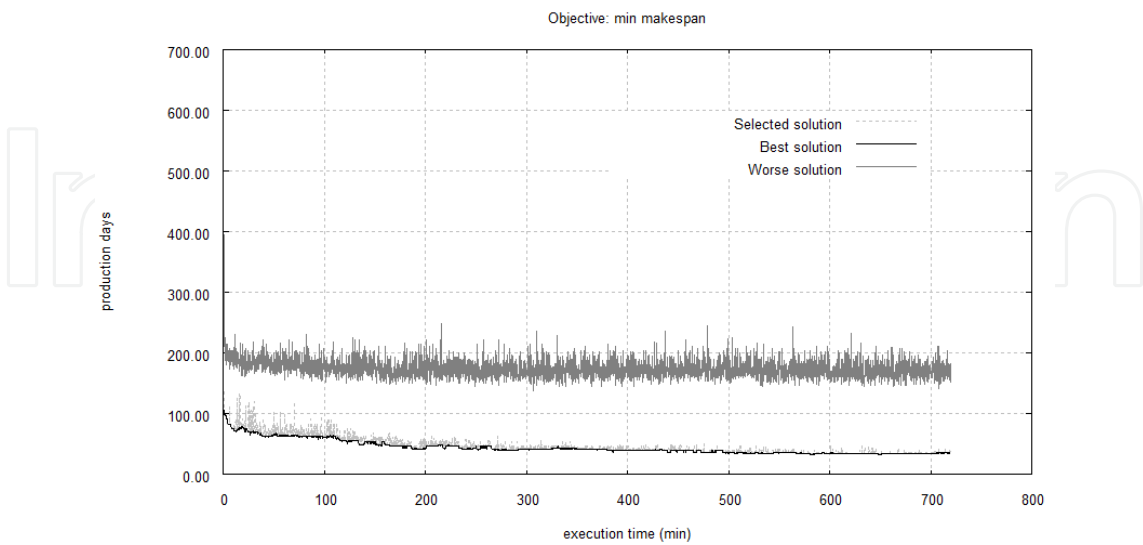 Objective: min makespan
700.00
600.00
500.00
400.00
300.00
200.00
100.00
0.00
production days
Selected solution
Best solution
Worse solution
0 100 200 300 400 500 600 700 800
execution time (min)